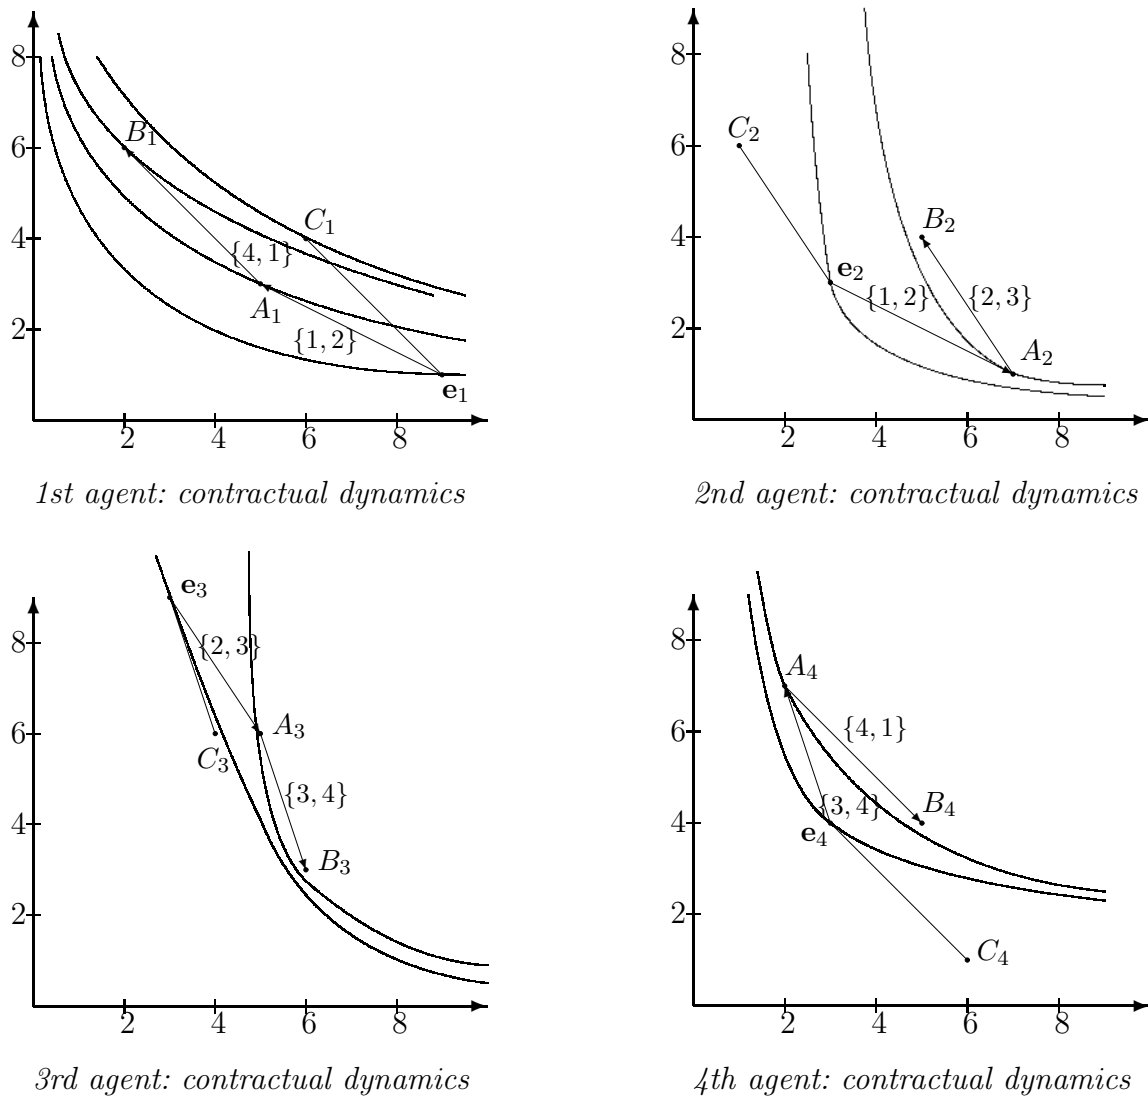 8
6
4
2
2 4 6 8
B₁
C₁
{4, 1}
A₁
{1, 2}
e₁
1st agent: contractual dynamics
8
6
4
2
2 4 6 8
C₂
B₂
e₂
{1, 2}
{2, 3}
A₂
2nd agent: contractual dynamics
8
6
4
2
2 4 6 8
e₃
{2, 3}
A₃
C₃
{3, 4}
B₃
3rd agent: contractual dynamics
8
6
4
2
2 4 6 8
A₄
{4, 1}
{3, 4}
B₄
e₄
C₄
4th agent: contractual dynamics